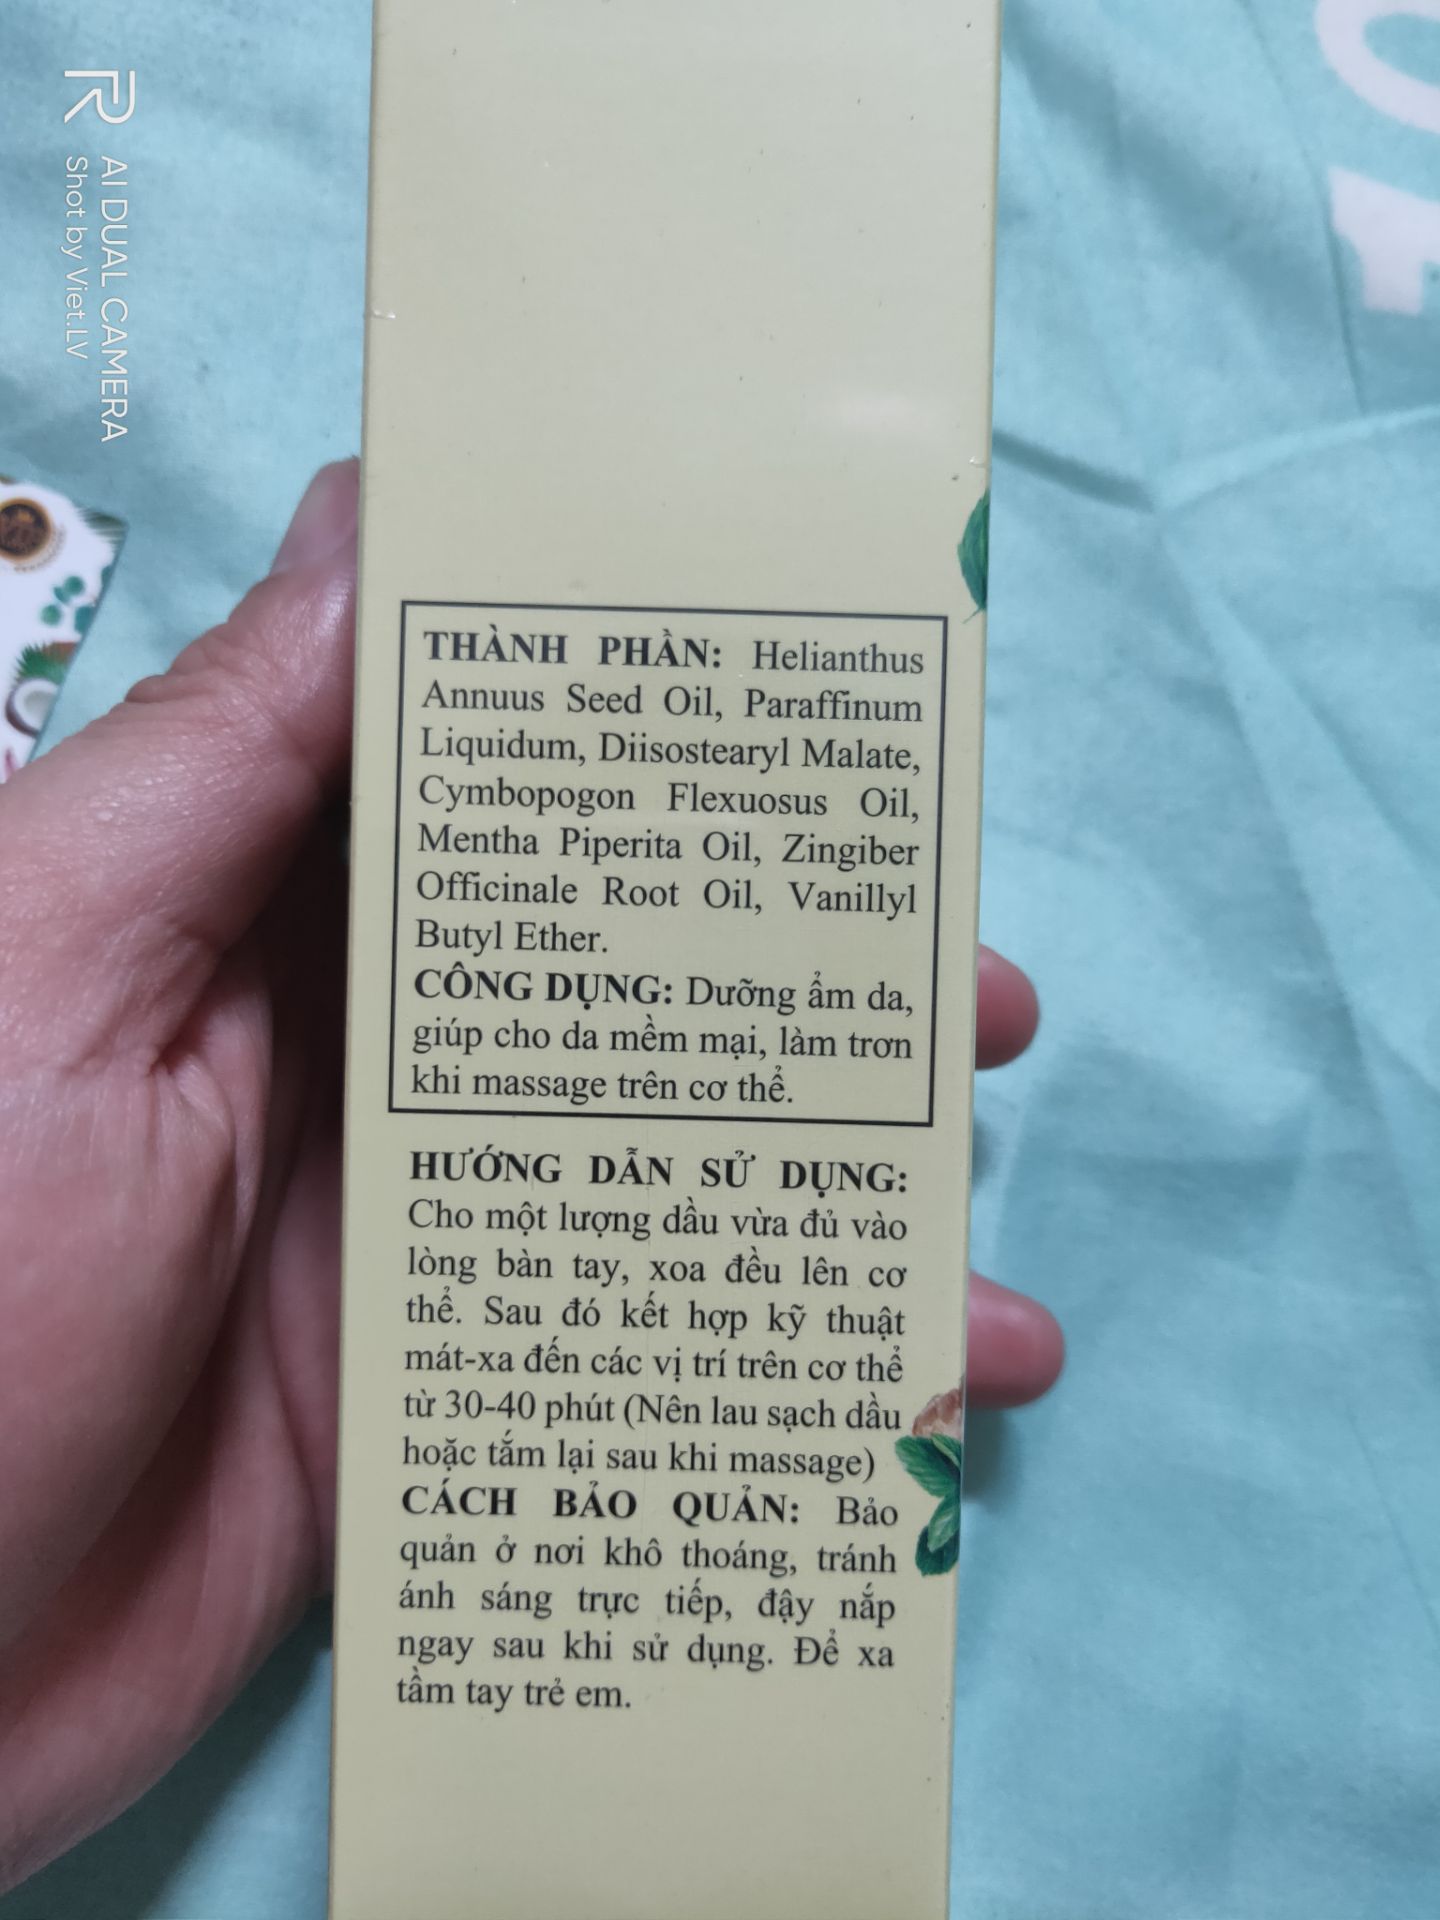 AI DUAL CAMERA
Shot by Viet.LV
THÀNH PHẦN: Helianthus
Annuus Seed Oil, Paraffinum
Liquidum, Diisostearyl Malate,
Cymbopogon Flexuosus Oil,
Mentha Piperita Oil, Zingiber
Officinale Root Oil, Vanillyl
Butyl Ether.
CÔNG DỤNG: Dưỡng ẩm da,
giúp cho da mềm mại, làm trơn
khi massage trên cơ thể.
HƯỚNG DẪN SỬ DỤNG:
Cho một lượng dầu vừa đủ vào
lòng bàn tay, xoa đều lên cơ
thể. Sau đó kết hợp kỹ thuật
mát-xa đến các vị trí trên cơ thể
từ 30-40 phút (Nên lau sạch dầu
hoặc tắm lại sau khi massage)
CÁCH BẢO QUẢN: Bảo
quản ở nơi khô thoáng, tránh
ánh sáng trực tiếp, đậy nắp
ngay sau khi sử dụng. Để xa
tầm tay trẻ em.